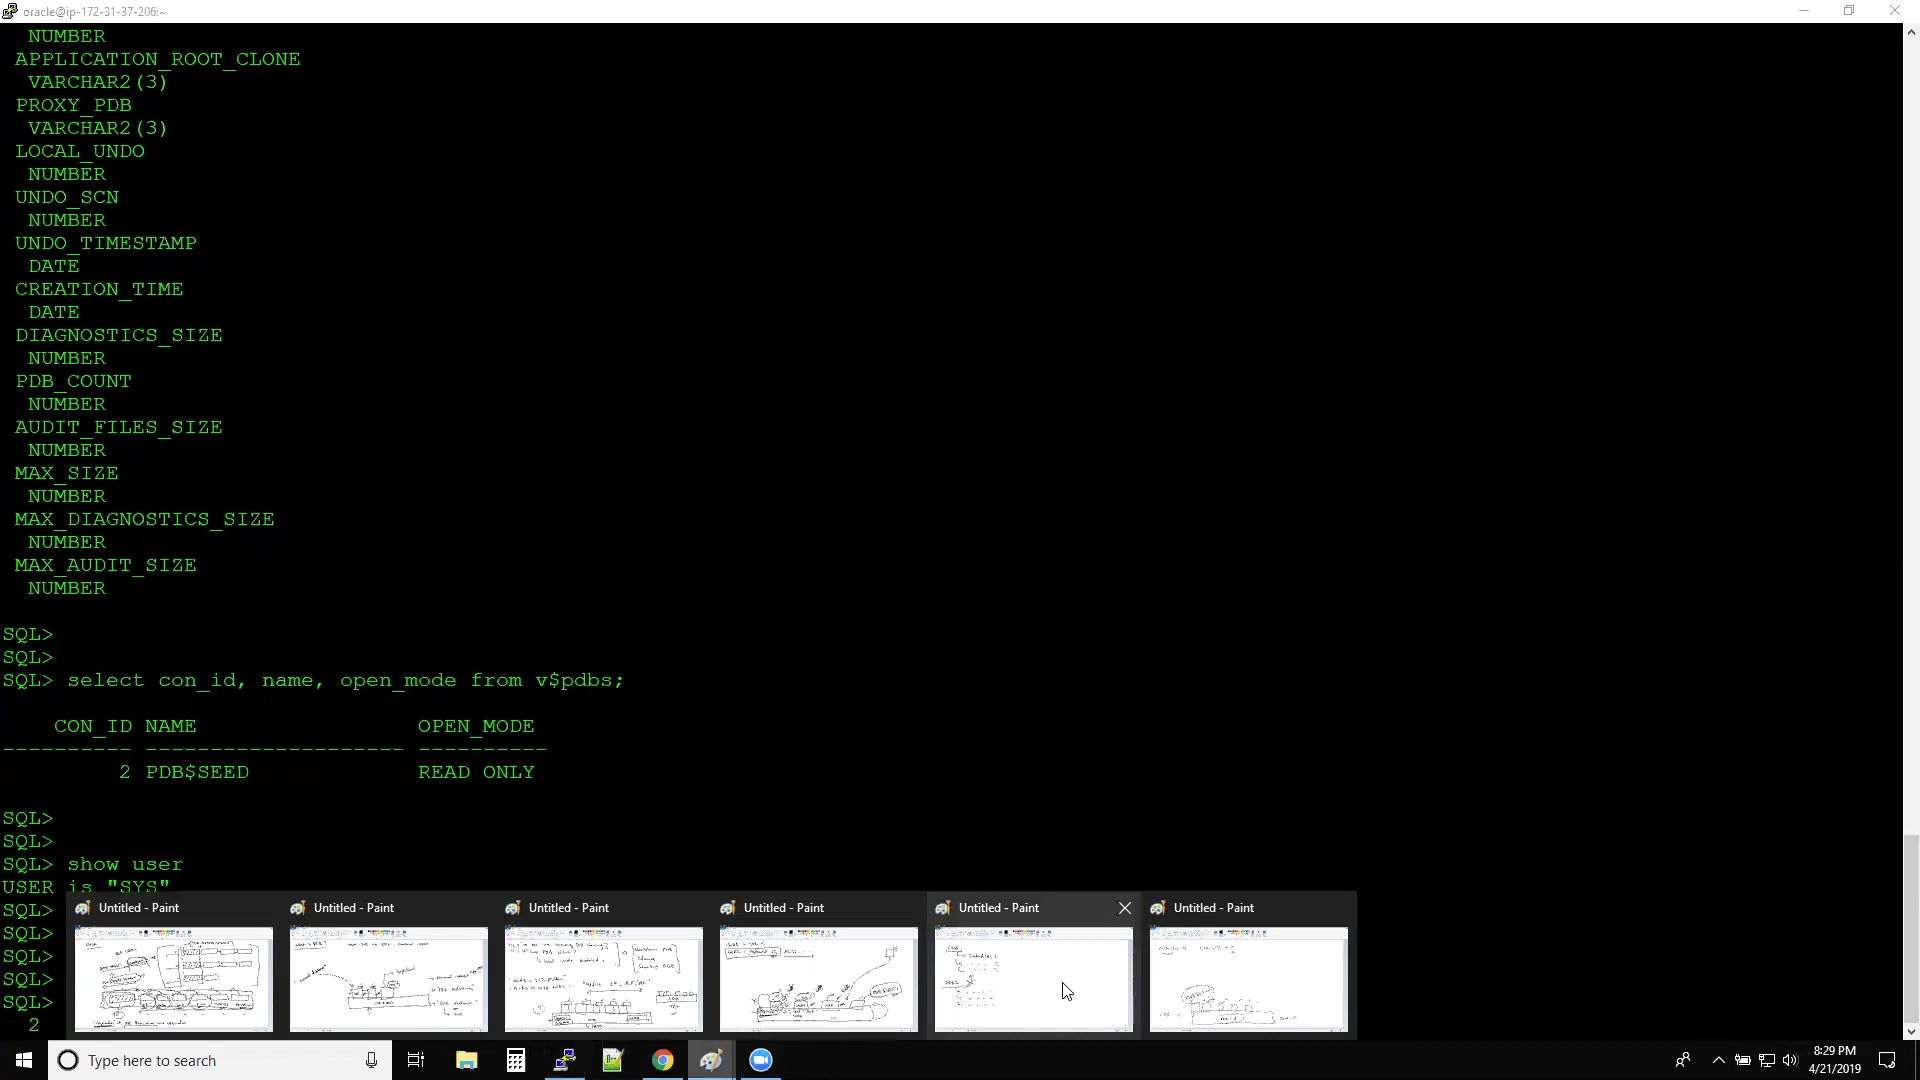 oracle@ip-172-31-37-206:~
NUMBER
APPLICATION_ROOT_CLONE
VARCHAR2(3)
PROXY_PDB
VARCHAR2(3)
LOCAL_UNDO
NUMBER
UNDO_SCN
NUMBER
UNDO_TIMESTAMP
DATE
CREATION_TIME
DATE
DIAGNOSTICS_SIZE
NUMBER
PDB_COUNT
NUMBER
AUDIT_FILES_SIZE
NUMBER
MAX_SIZE
NUMBER
MAX_DIAGNOSTICS_SIZE
NUMBER
MAX_AUDIT_SIZE
NUMBER
SQL>
SQL>
SQL> select con_id, name, open_mode from v$pdbs;
CON_ID NAME OPEN_MODE
---------- -------------------- ----------
2 PDB$SEED READ ONLY
SQL>
SQL>
SQL> show user
USER is "SYS"
SQL>
SQL>
SQL>
SQL>
SQL>
2
Untitled - Paint
Untitled - Paint
Untitled - Paint
Untitled - Paint
Untitled - Paint
Untitled - Paint
Type here to search
8:29 PM
4/21/2019